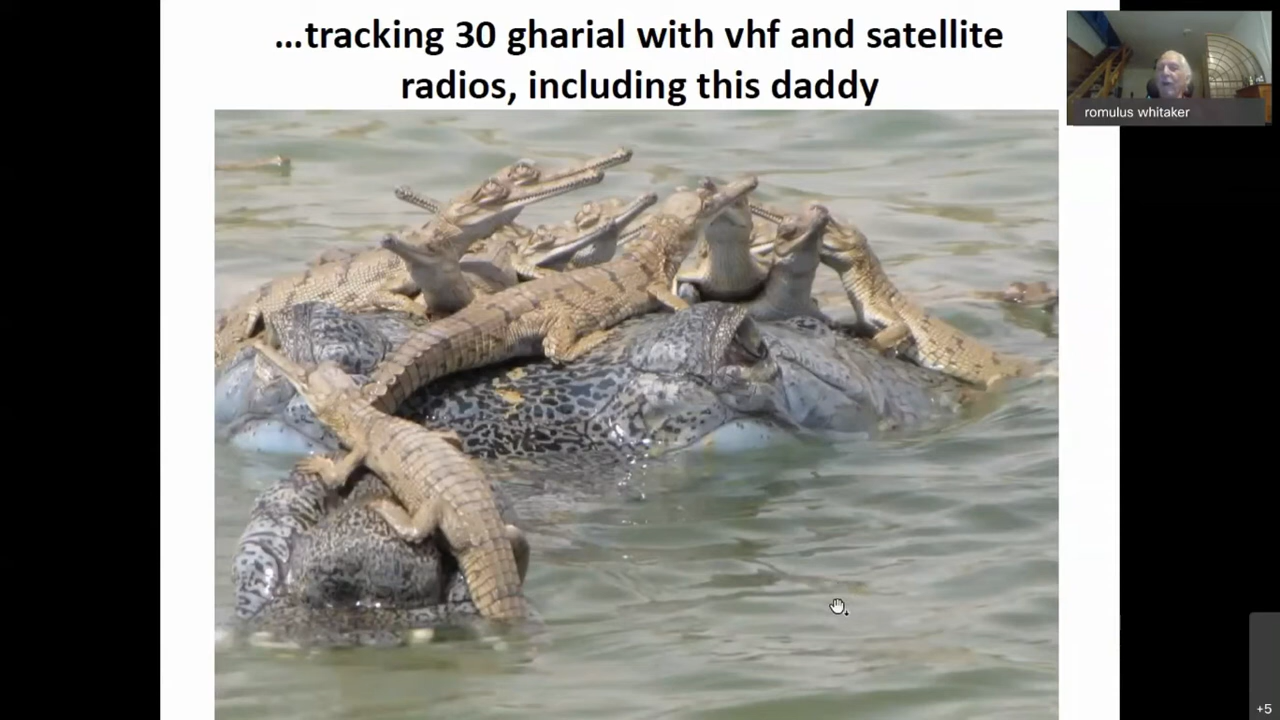 ...tracking 30 gharial with vhf and satellite
radios, including this daddy
romulus whitaker
+5